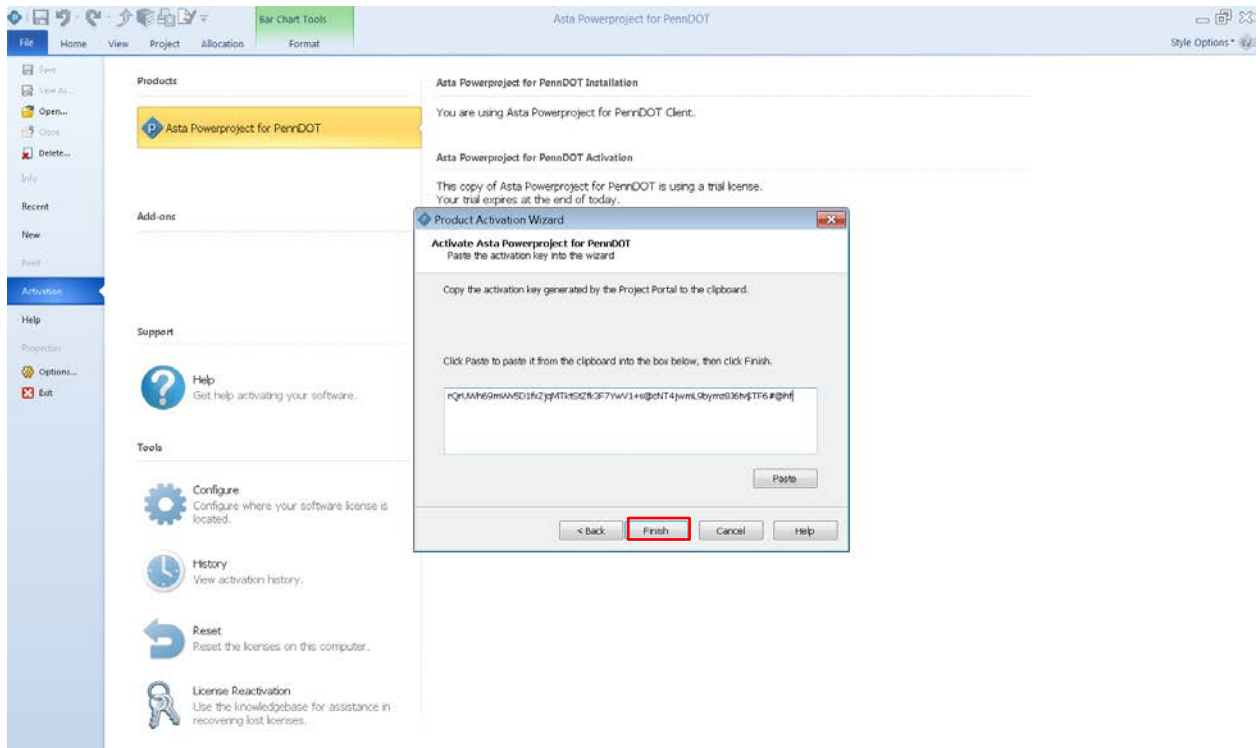 Bar Chart Tools
Asta Powerproject for PennDOT
File Home View Project Allocation Format
Style Options
Save
Save As...
Open...
Close
Delete...
Info
Recent
New
Print
Activation
Help
Properties
Options...
Exit
Products
Asta Powerproject for PennDOT
Add-ons
Support
Help
Get help activating your software.
Tools
Configure
Configure where your software license is
located.
History
View activation history.
Reset
Reset the licenses on this computer.
License Reactivation
Use the knowledgebase for assistance in
recovering lost licenses.
Asta Powerproject for PennDOT Installation
You are using Asta Powerproject for PennDOT Client.
Asta Powerproject for PennDOT Activation
This copy of Asta Powerproject for PennDOT is using a trial license.
Your trial expires at the end of today.
Product Activation Wizard
Activate Asta Powerproject for PennDOT
Paste the activation key into the wizard
Copy the activation key generated by the Project Portal to the clipboard.
Click Paste to paste it from the clipboard into the box below, then click Finish.
Paste
< Back Finish Cancel Help